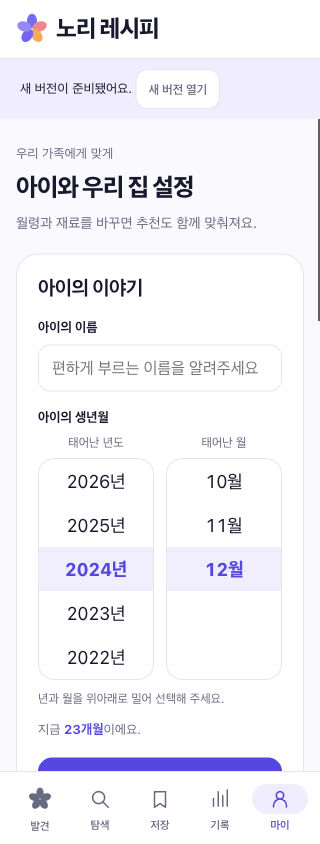 노리 레시피
새 버전이 준비됐어요. 새 버전 열기
우리 가족에게 맞게
아이와 우리 집 설정
월령과 재료를 바꾸면 추천도 함께 맞춰져요.
아이의 이야기
아이의 이름
편하게 부르는 이름을 알려주세요
아이의 생년월
태어난 년도 태어난 월
2026년 10월
2025년 11월
2024년 12월
2023년
2022년
년과 월을 위아래로 밀어 선택해 주세요.
지금 23개월이에요.
발견 탐색 저장 기록 마이